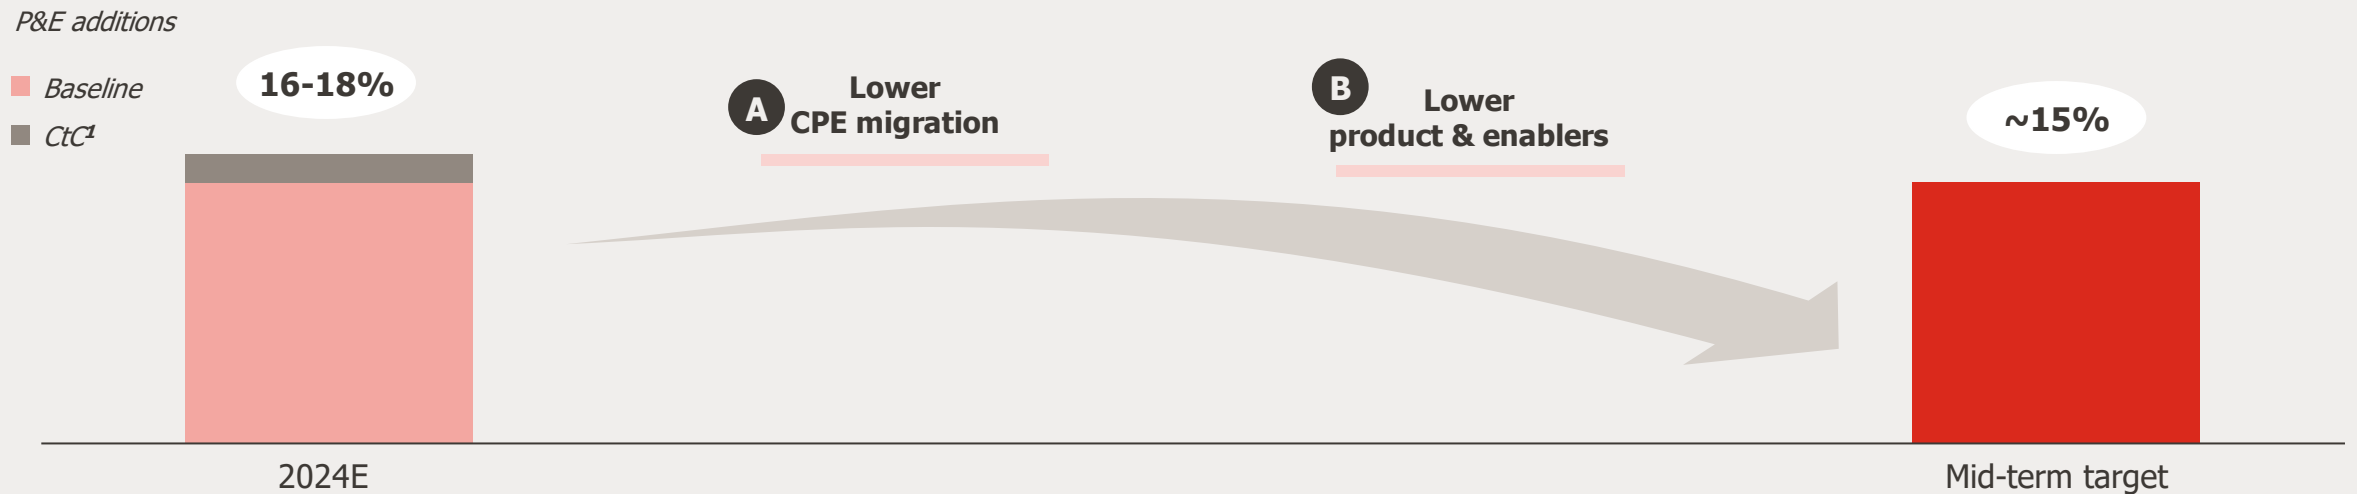 P&E additions
Baseline
CtC¹
16-18%
A
Lower
CPE migration
B
Lower
product & enablers
~15%
2024E
Mid-term target